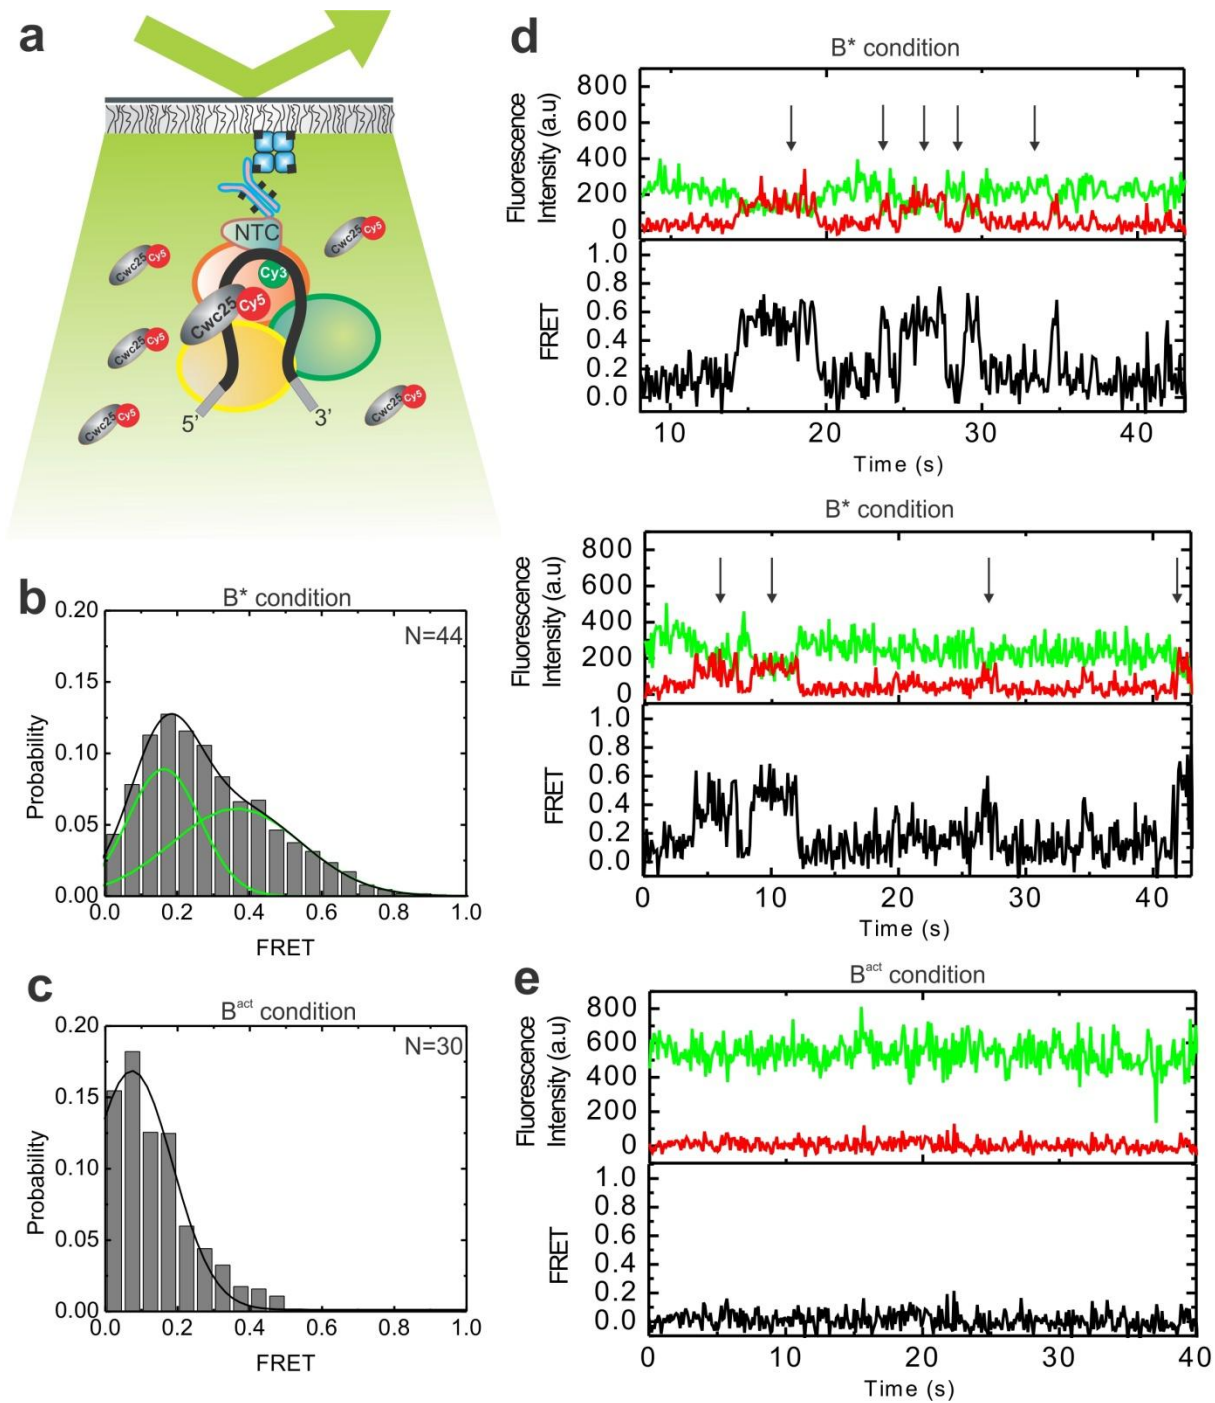 a
NTC
Cy3
Cwc25 Cy5
Cwc25 Cy5
Cwc25 Cy5
Cwc25 Cy5
Cwc25 Cy5
Cwc25 Cy5
5’
3’
b
B* condition
N=44
0.20
0.15
0.10
0.05
0.00
Probability
0.0 0.2 0.4 0.6 0.8 1.0
FRET
c
Bact condition
N=30
0.20
0.15
0.10
0.05
0.00
Probability
0.0 0.2 0.4 0.6 0.8 1.0
FRET
d
B* condition
Fluorescence
Intensity (a.u)
800
600
400
200
0
FRET
1.0
0.8
0.6
0.4
0.2
0.0
10 20 30 40
Time (s)
B* condition
Fluorescence
Intensity (a.u)
800
600
400
200
0
FRET
1.0
0.8
0.6
0.4
0.2
0.0
0 10 20 30 40
Time (s)
e
Bact condition
Fluorescence
Intensity (a.u)
800
600
400
200
0
FRET
1.0
0.8
0.6
0.4
0.2
0.0
0 10 20 30 40
Time (s)